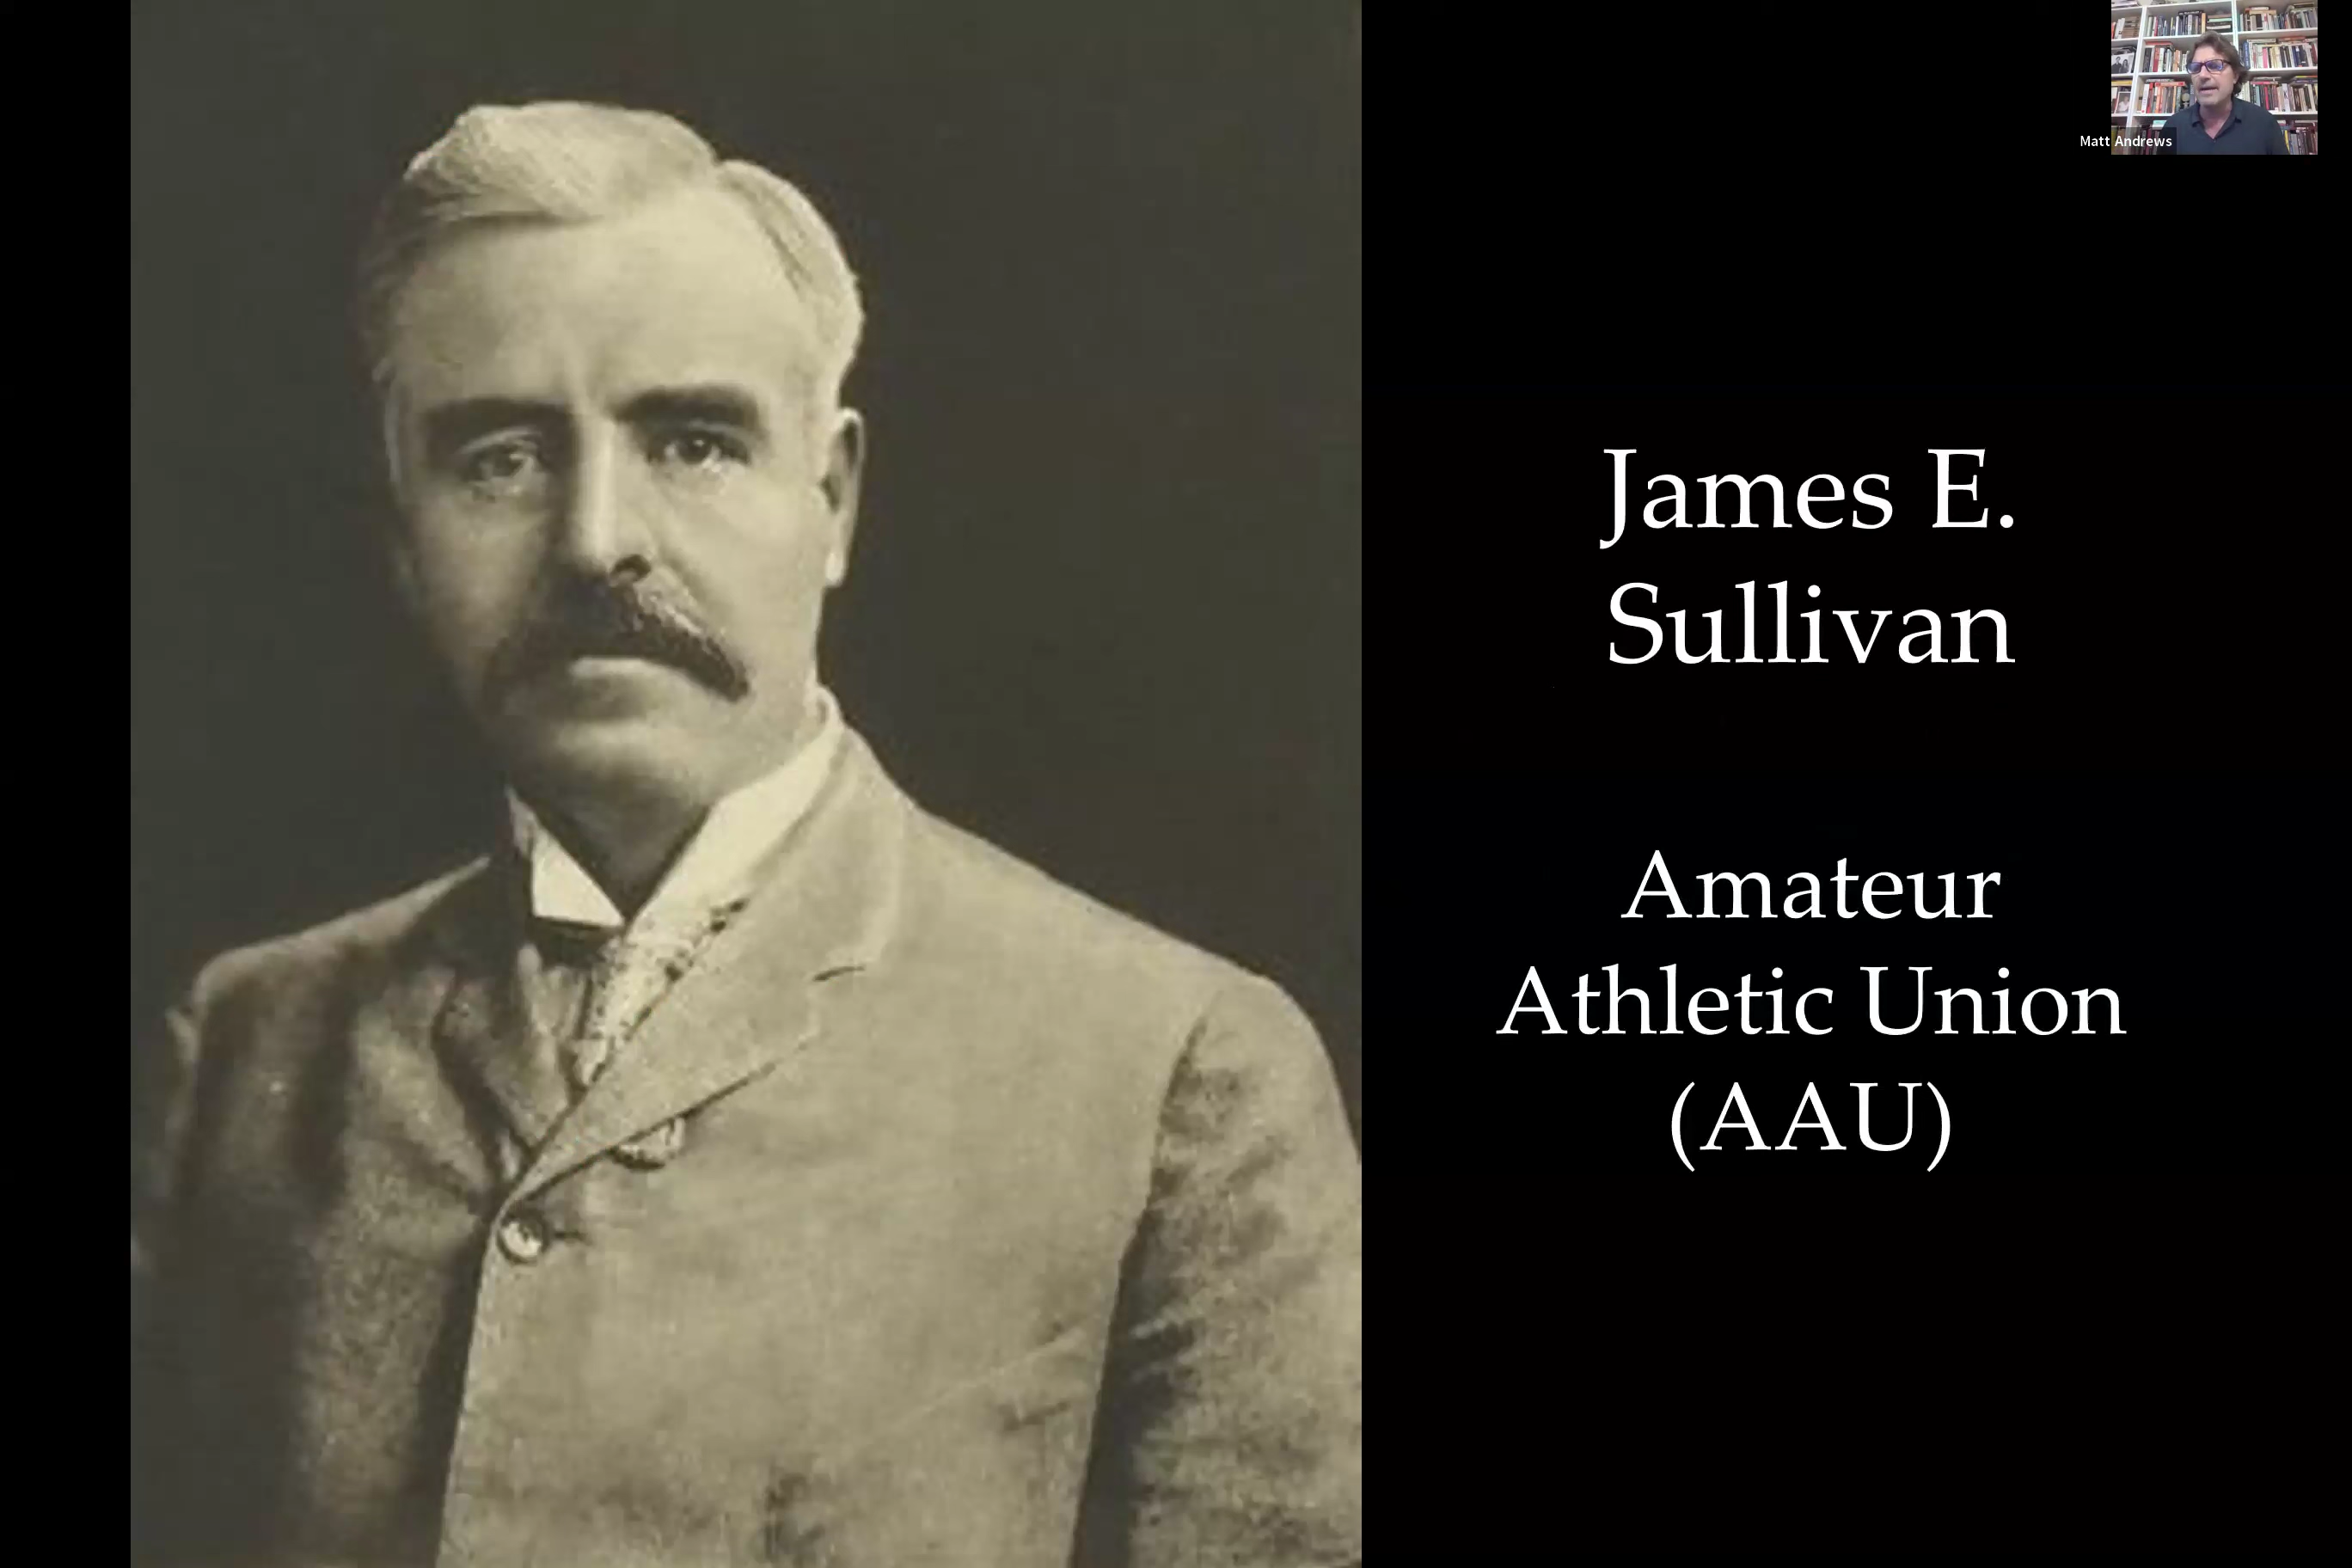 Matt Andrews
James E.
Sullivan
Amateur
Athletic Union
(AAU)